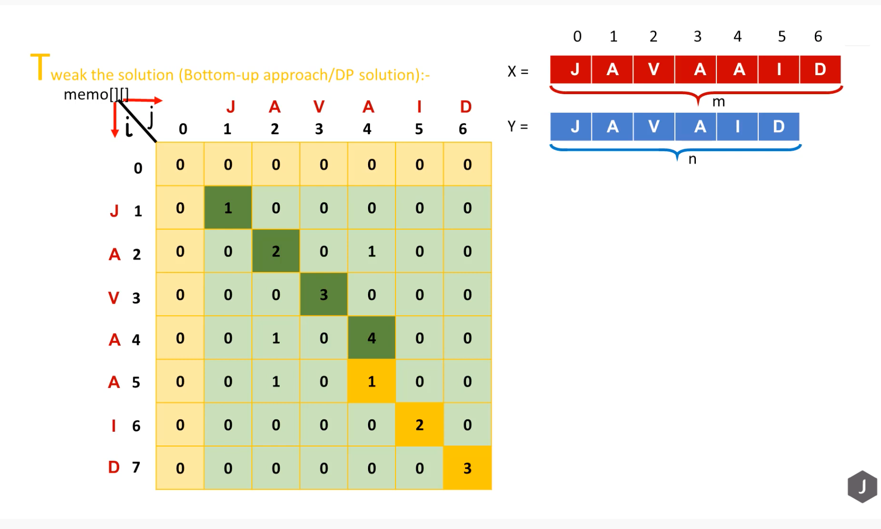 0 1 2 3 4 5 6
X = J A V A A I D
m
Tweak the solution (Bottom-up approach/DP solution):-
memo[][]
j
i
J A V A I D
0 1 2 3 4 5 6
Y = J A V A I D
n
0 0 0 0 0 0 0 0
J 1 0 1 0 0 0 0 0
A 2 0 0 2 0 1 0 0
V 3 0 0 0 3 0 0 0
A 4 0 0 1 0 4 0 0
A 5 0 0 1 0 1 0 0
I 6 0 0 0 0 0 2 0
D 7 0 0 0 0 0 0 3
J